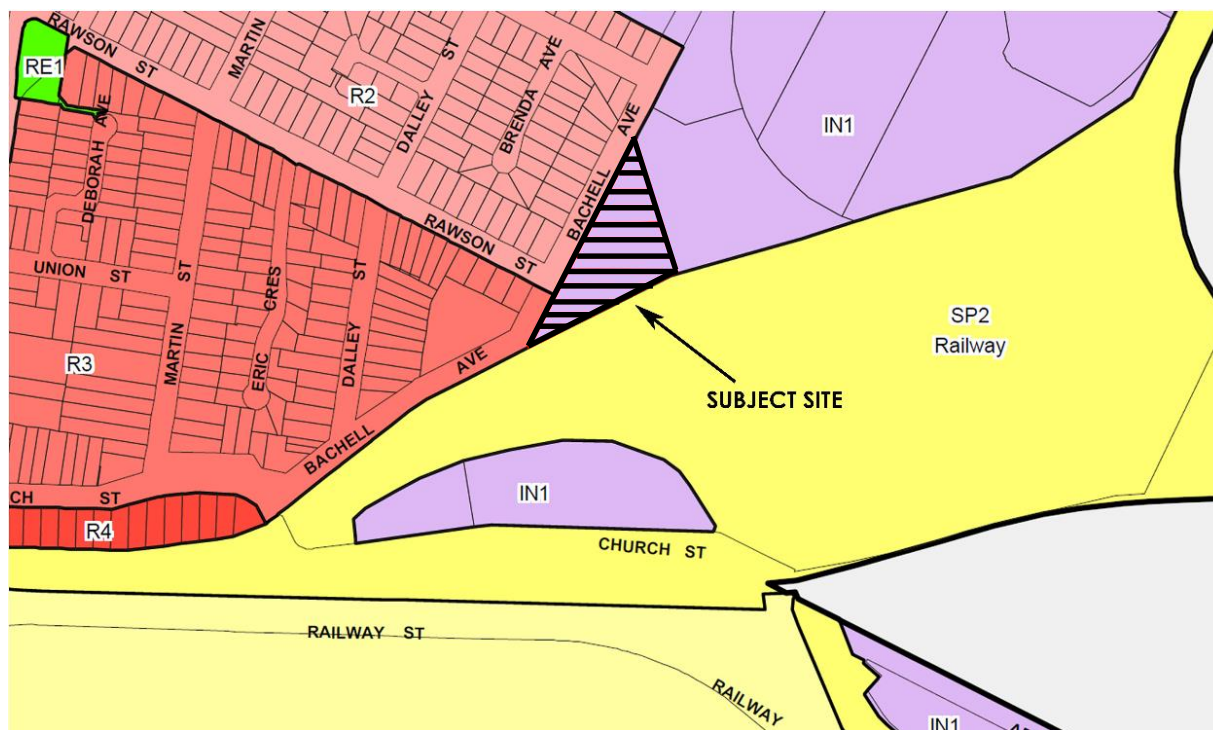 RAWSON ST
RE1
MARTIN
R2
DALLEY ST
BRENDA AVE
BACHELL AVE
IN1
DEBORAH AVE
RAWSON ST
UNION ST
MARTIN ST
ERIC CRES
DALLEY ST
R3
BACHELL AVE
SP2
Railway
SUBJECT SITE
CH ST
R4
IN1
CHURCH ST
RAILWAY ST
RAILWAY
IN1